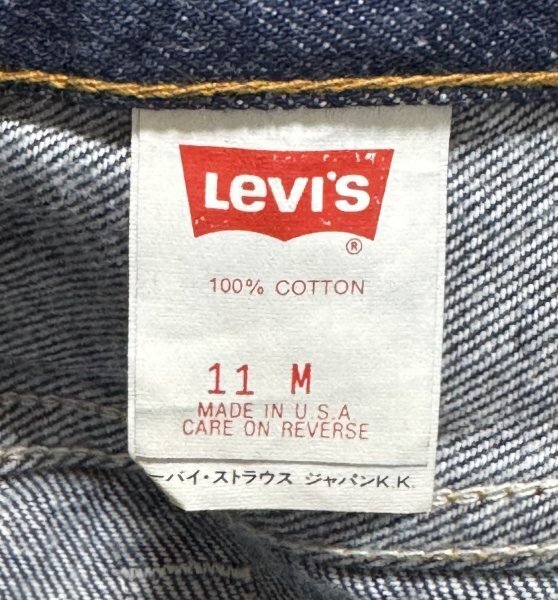 Levi's
®
100% COTTON
11 M
MADE IN U.S.A
CARE ON REVERSE
ーバイ・ストラウス ジャパンK.K.